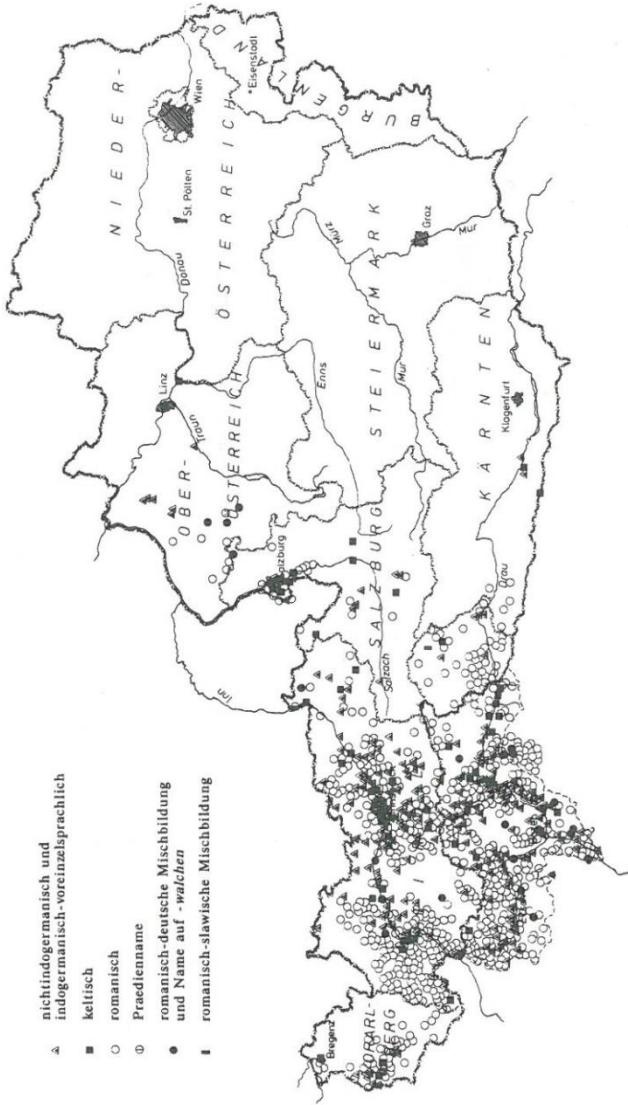 nichtindogermanisch und
indogermanisch-voreinzelsprachlich
keltisch
romanisch
Praedienname
romanisch-deutsche Mischbildung
und Name auf -walchen
romanisch-slawische Mischbildung
NIEDER-
ÖSTERREICH
Wien
St. Pölten
Donau
Eisenstadt
BURGENLAND
OBER-
ÖSTERREICH
Linz
Traun
Enns
STEIERMARK
Mürz
Mur
Graz
Mur
Inn
Salzburg
SALZBURG
Salzach
KÄRNTEN
Klagenfurt
Drau
VORARL-
BERG
Bregenz